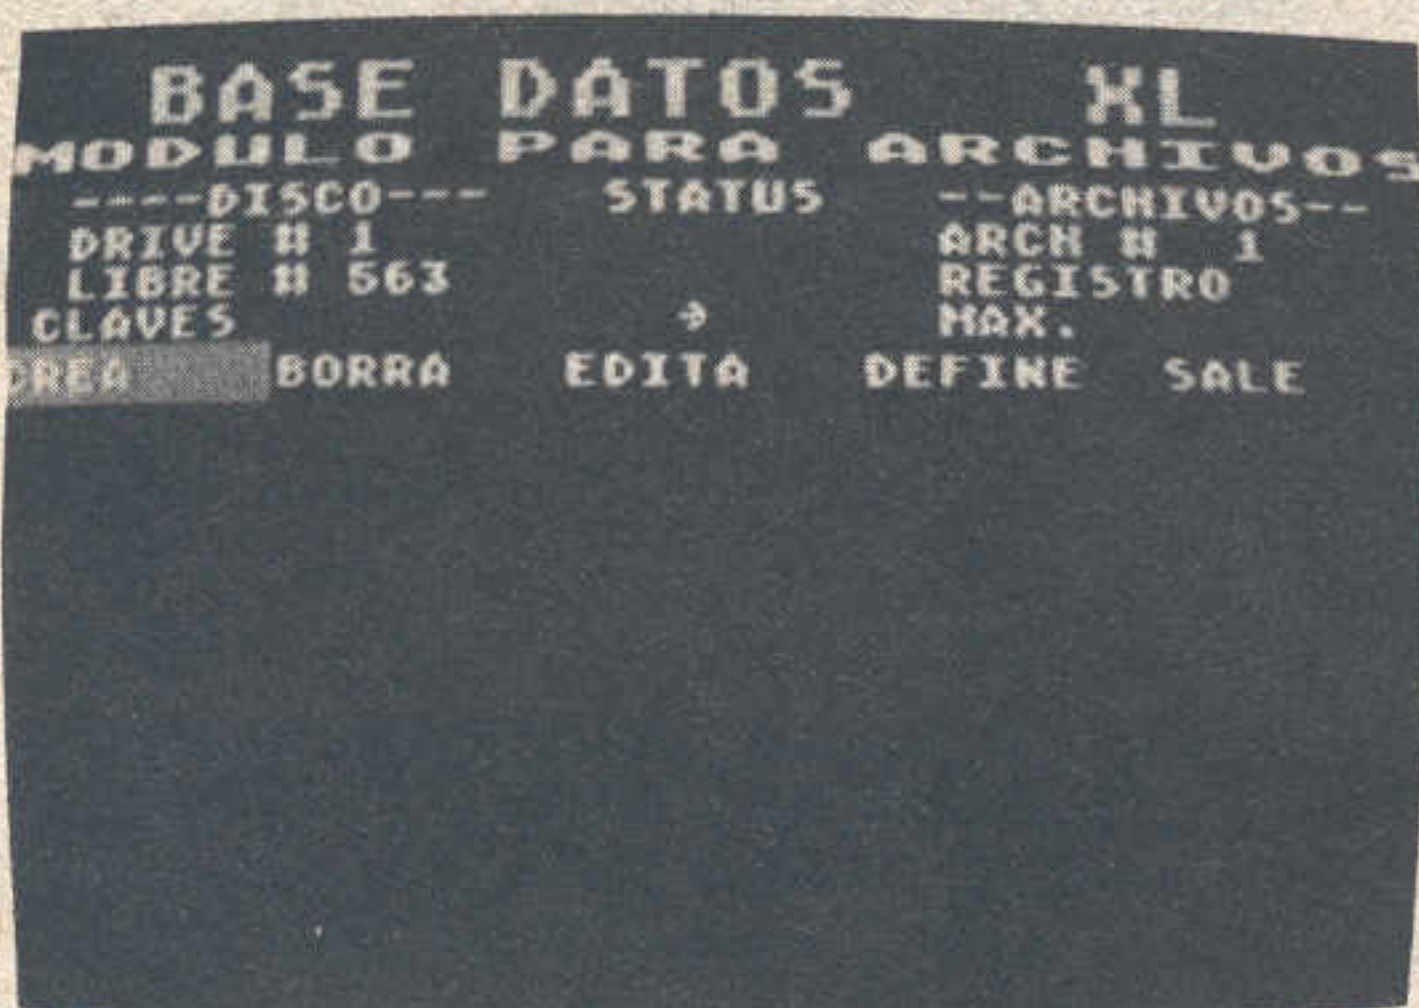 BASE DATOS XL
MODULO PARA ARCHIVOS
----DISCO--- STATUS --ARCHIVOS--
DRIVE # 1 ARCH # 1
LIBRE # 563 REGISTRO
CLAVES → MAX.
CREA BORRA EDITA DEFINE SALE